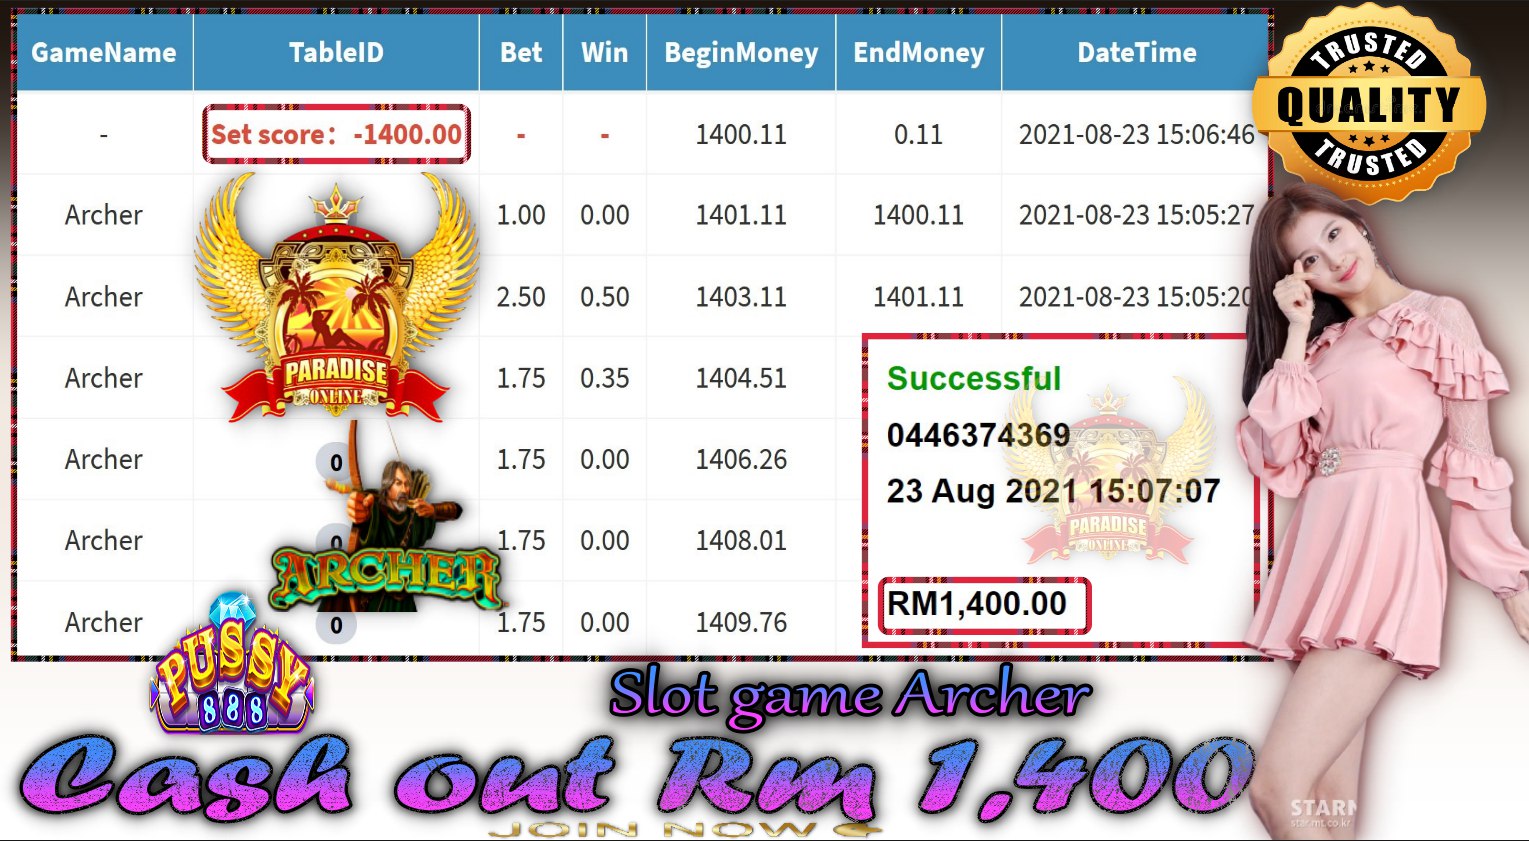 GameName TableID Bet Win BeginMoney EndMoney DateTime
- Set score: -1400.00 - - 1400.11 0.11 2021-08-23 15:06:46
Archer 1.00 0.00 1401.11 1400.11 2021-08-23 15:05:27
Archer 2.50 0.50 1403.11 1401.11 2021-08-23 15:05:20
Archer 1.75 0.35 1404.51
Archer 0 1.75 0.00 1406.26
Archer 0 1.75 0.00 1408.01
Archer 0 1.75 0.00 1409.76
TRUSTED
QUALITY
TRUSTED
PARADISE
ONLINE
ARCHER
Successful
0446374369
23 Aug 2021 15:07:07
PARADISE
ONLINE
RM1,400.00
PUSSY
888
Slot game Archer
Cash out Rm 1,400
JOIN NOW
STARN
star.mt.co.kr